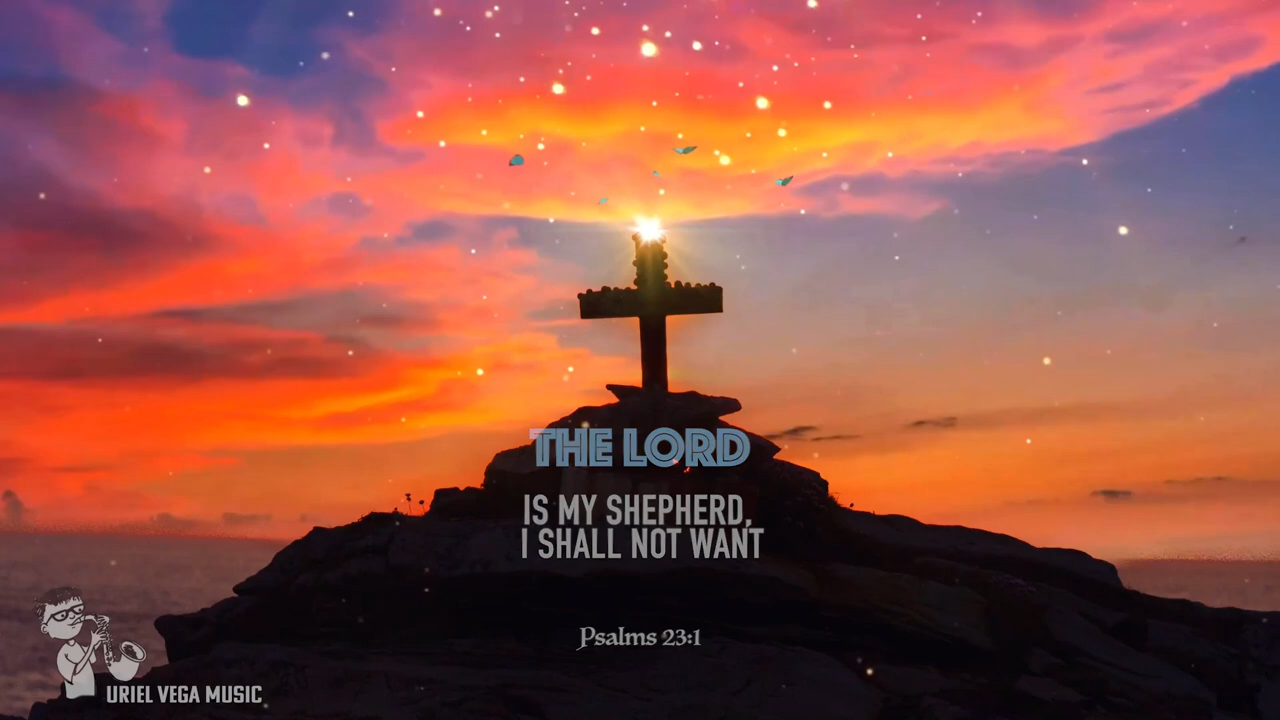 THE LORD
IS MY SHEPHERD,
I SHALL NOT WANT
Psalms 23:1
URIEL VEGA MUSIC